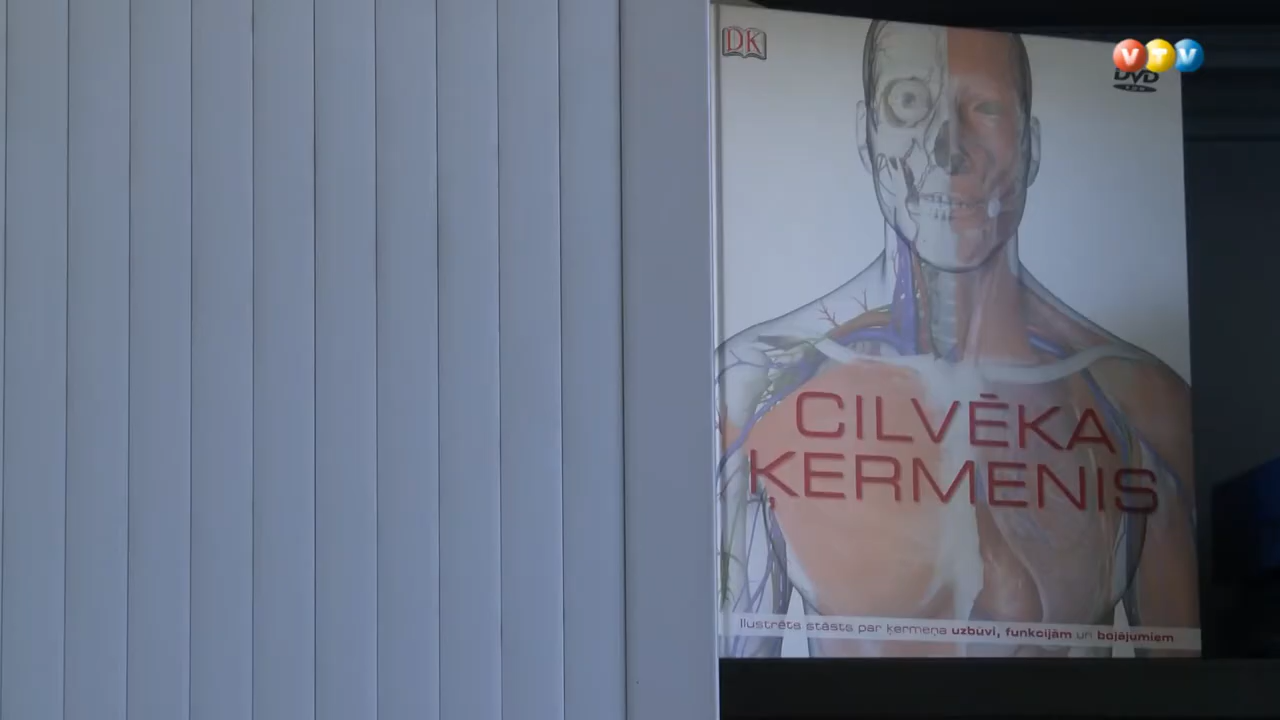 DK
VTV
DVD
CILVĒKA
ĶERMENIS
Ilustrēts stāsts par ķermeņa uzbūvi, funkcijām un bojājumiem